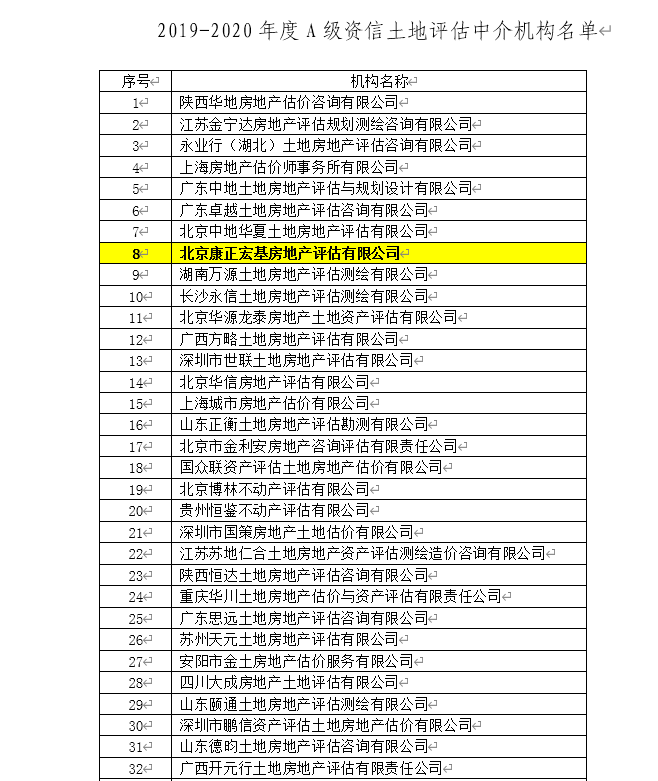 2019-2020 年度 A 级资信土地评估中介机构名单
序号 机构名称
1 陕西华地房地产估价咨询有限公司
2 江苏金宁达房地产评估规划测绘咨询有限公司
3 永业行（湖北）土地房地产评估咨询有限公司
4 上海房地产估价师事务所有限公司
5 广东中地土地房地产评估与规划设计有限公司
6 广东卓越土地房地产评估咨询有限公司
7 北京中地华夏土地房地产评估有限公司
8 北京康正宏基房地产评估有限公司
9 湖南万源土地房地产评估测绘有限公司
10 长沙永信土地房地产评估测绘有限公司
11 北京华源龙泰房地产土地资产评估有限公司
12 广西方略土地房地产评估有限公司
13 深圳市世联土地房地产评估有限公司
14 北京华信房地产评估有限公司
15 上海城市房地产估价有限公司
16 山东正衡土地房地产评估勘测有限公司
17 北京市金利安房地产咨询评估有限责任公司
18 国众联资产评估土地房地产估价有限公司
19 北京博林不动产评估有限公司
20 贵州恒鉴不动产评估有限公司
21 深圳市国策房地产土地估价有限公司
22 江苏苏地仁合土地房地产资产评估测绘造价咨询有限公司
23 陕西恒达土地房地产评估咨询有限公司
24 重庆华川土地房地产估价与资产评估有限责任公司
25 广东思远土地房地产评估咨询有限公司
26 苏州天元土地房地产评估有限公司
27 安阳市金土房地产估价服务有限公司
28 四川大成房地产土地评估有限公司
29 山东颐通土地房地产评估测绘有限公司
30 深圳市鹏信资产评估土地房地产估价有限公司
31 山东德昀土地房地产评估咨询有限公司
32 广西开元行土地房地产评估有限责任公司